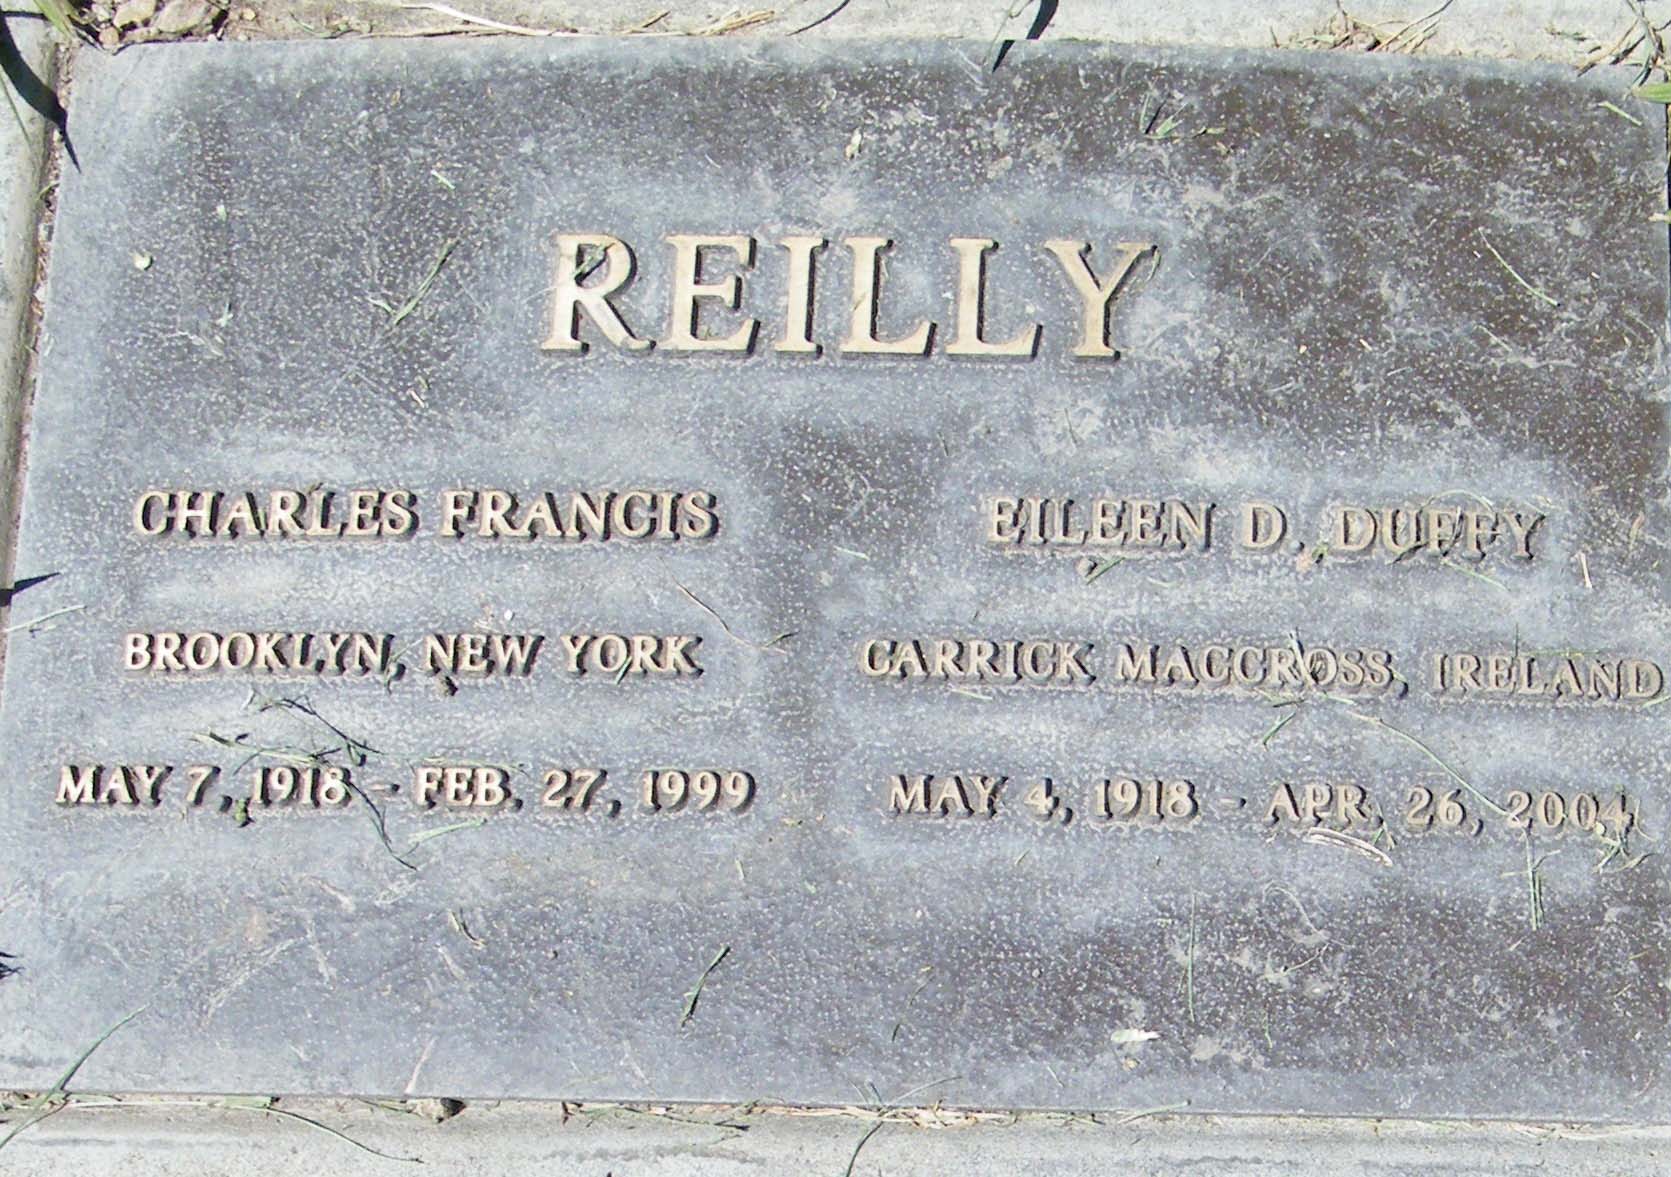 REILLY
CHARLES FRANCIS
BROOKLYN, NEW YORK
MAY 7, 1918 - FEB. 27, 1999
EILEEN D. DUFFY
CARRICK MACCROSS, IRELAND
MAY 4, 1918 - APR. 26, 2004